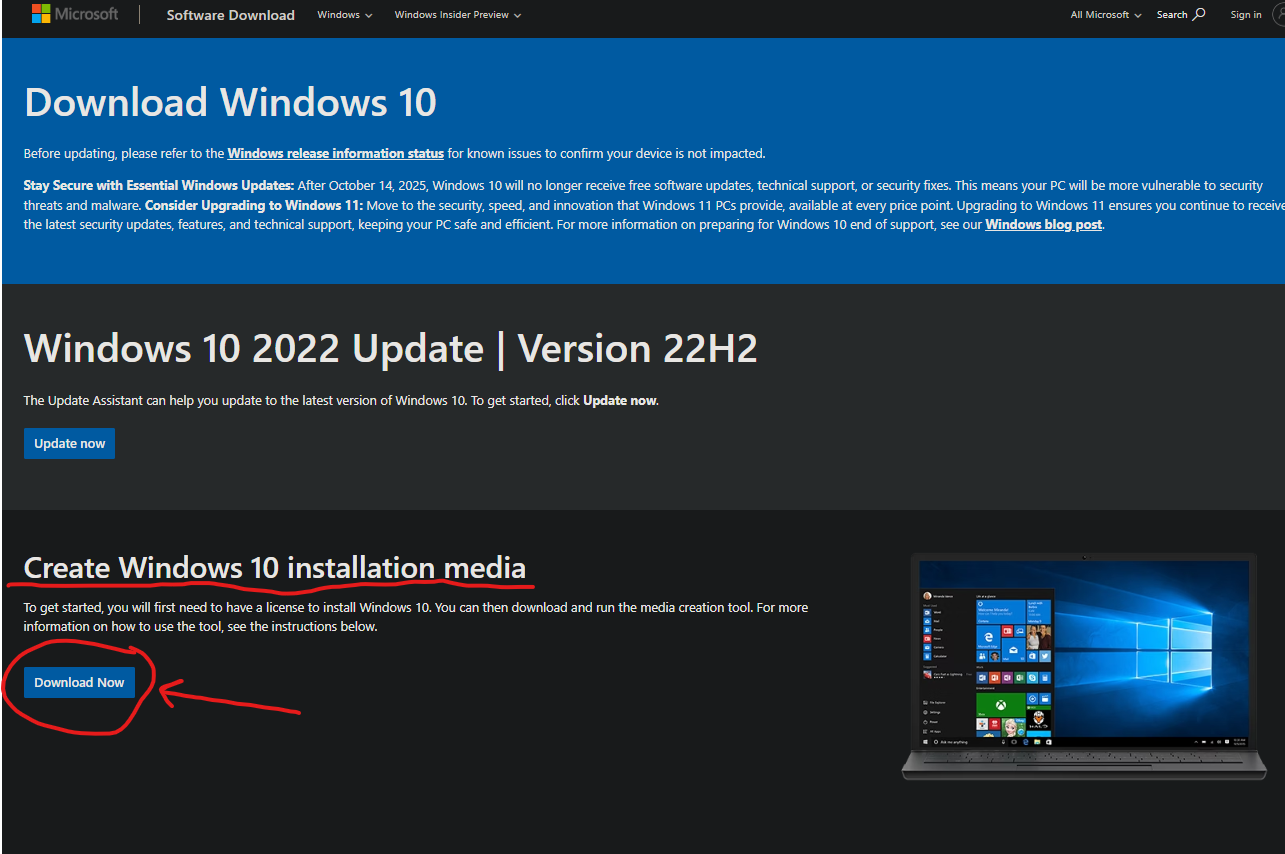 Microsoft Software Download Windows Windows Insider Preview All Microsoft Search Sign in
Download Windows 10
Before updating, please refer to the Windows release information status for known issues to confirm your device is not impacted.
Stay Secure with Essential Windows Updates: After October 14, 2025, Windows 10 will no longer receive free software updates, technical support, or security fixes. This means your PC will be more vulnerable to security
threats and malware. Consider Upgrading to Windows 11: Move to the security, speed, and innovation that Windows 11 PCs provide, available at every price point. Upgrading to Windows 11 ensures you continue to receive
the latest security updates, features, and technical support, keeping your PC safe and efficient. For more information on preparing for Windows 10 end of support, see our Windows blog post.
Windows 10 2022 Update | Version 22H2
The Update Assistant can help you update to the latest version of Windows 10. To get started, click Update now.
Update now
Create Windows 10 installation media
To get started, you will first need to have a license to install Windows 10. You can then download and run the media creation tool. For more
information on how to use the tool, see the instructions below.
Download Now